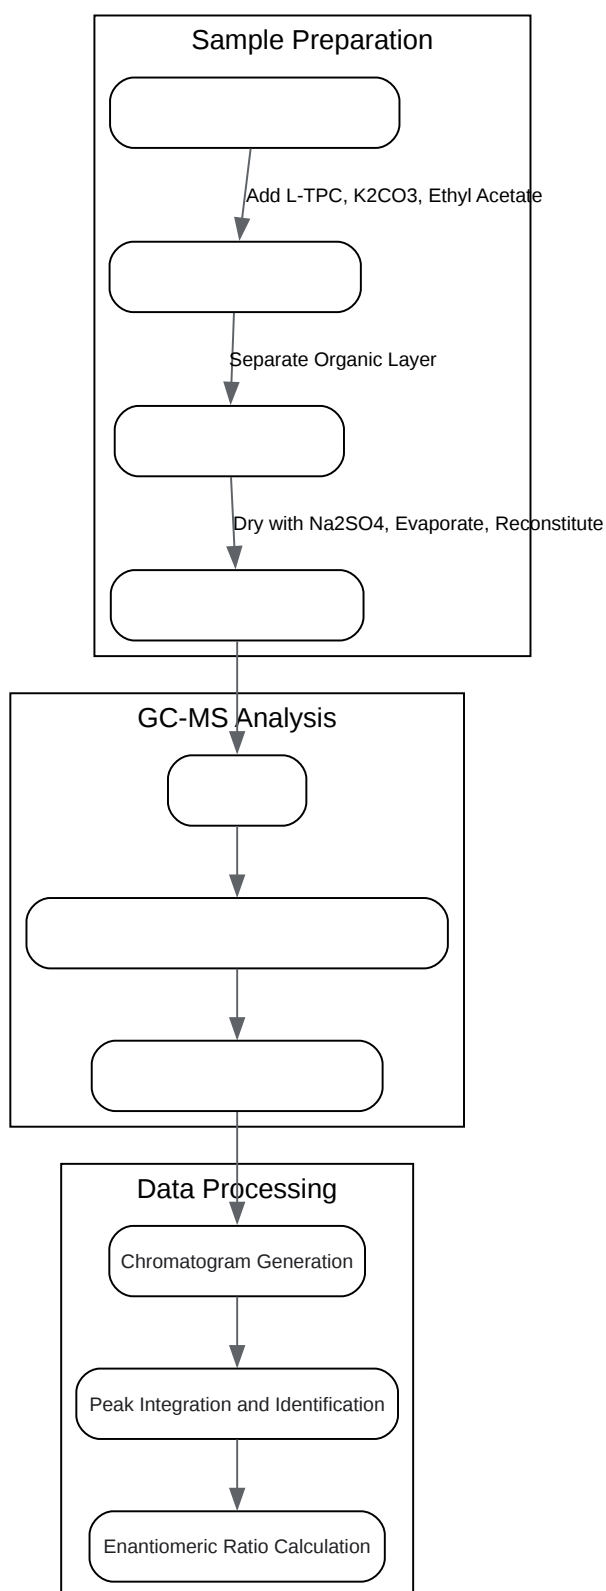 Sample Preparation
Add L-TPC, K2CO3, Ethyl Acetate
Separate Organic Layer
Dry with Na2SO4, Evaporate, Reconstitute
GC-MS Analysis
Data Processing
Chromatogram Generation
Peak Integration and Identification
Enantiomeric Ratio Calculation